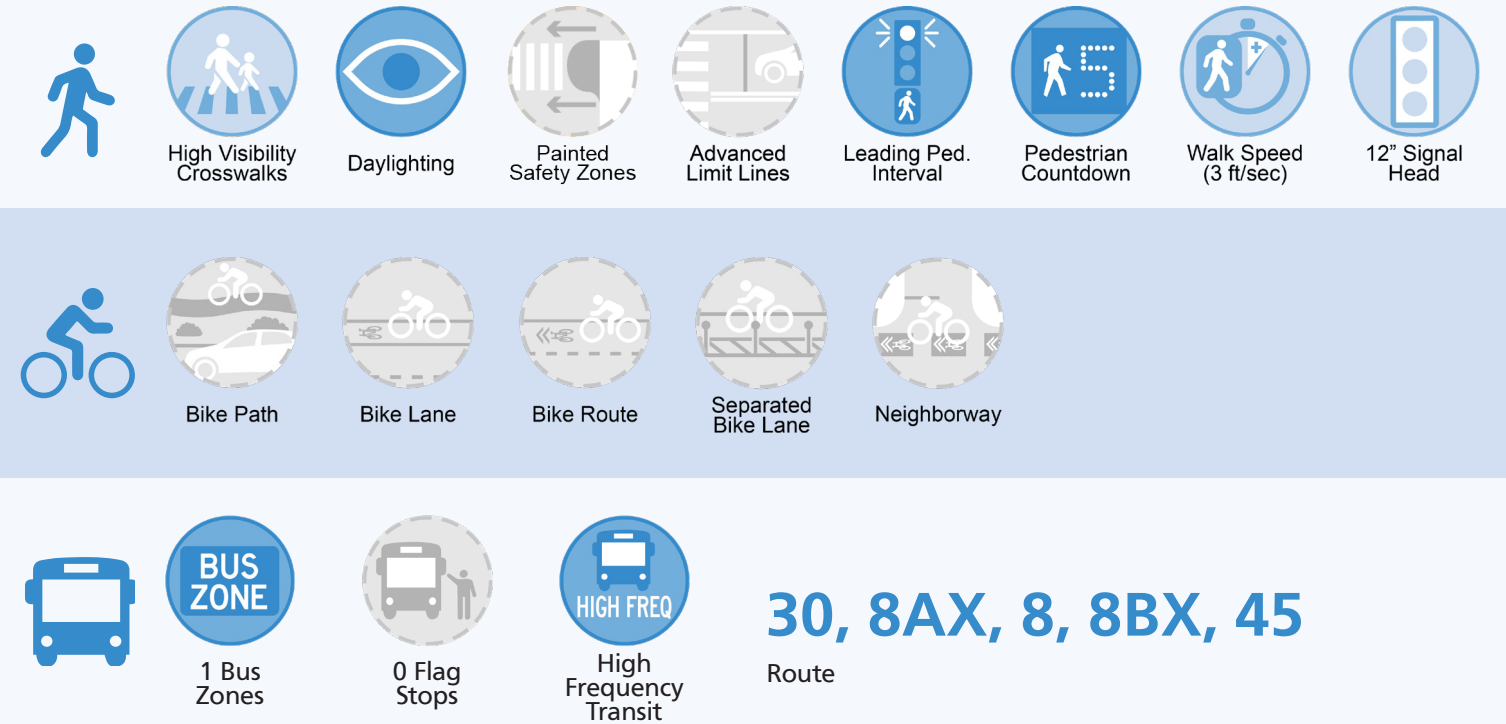 High Visibility
Crosswalks
Daylighting
Painted
Safety Zones
Advanced
Limit Lines
Leading Ped.
Interval
5
Pedestrian
Countdown
Walk Speed
(3 ft/sec)
12” Signal
Head
Bike Path
Bike Lane
Bike Route
Separated
Bike Lane
Neighborway
BUS
ZONE
1 Bus
Zones
0 Flag
Stops
HIGH FREQ
High
Frequency
Transit
30, 8AX, 8, 8BX, 45
Route